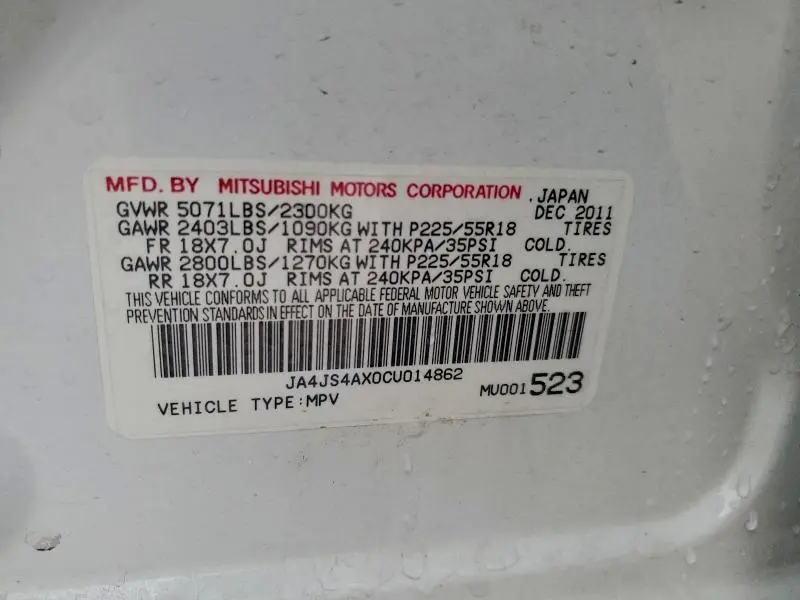 MFD. BY MITSUBISHI MOTORS CORPORATION , JAPAN
GVWR 5071LBS/2300KG DEC 2011
GAWR 2403LBS/1090KG WITH P225/55R18 TIRES
FR 18X7.0J RIMS AT 240KPA/35PSI COLD.
GAWR 2800LBS/1270KG WITH P225/55R18 TIRES
RR 18X7.0J RIMS AT 240KPA/35PSI COLD.
THIS VEHICLE CONFORMS TO ALL APPLICABLE FEDERAL MOTOR VEHICLE SAFETY AND THEFT
PREVENTION STANDARDS IN EFFECT ON THE DATE OF MANUFACTURE SHOWN ABOVE.
JA4JS4AX0CU014862
VEHICLE TYPE:MPV MU001523